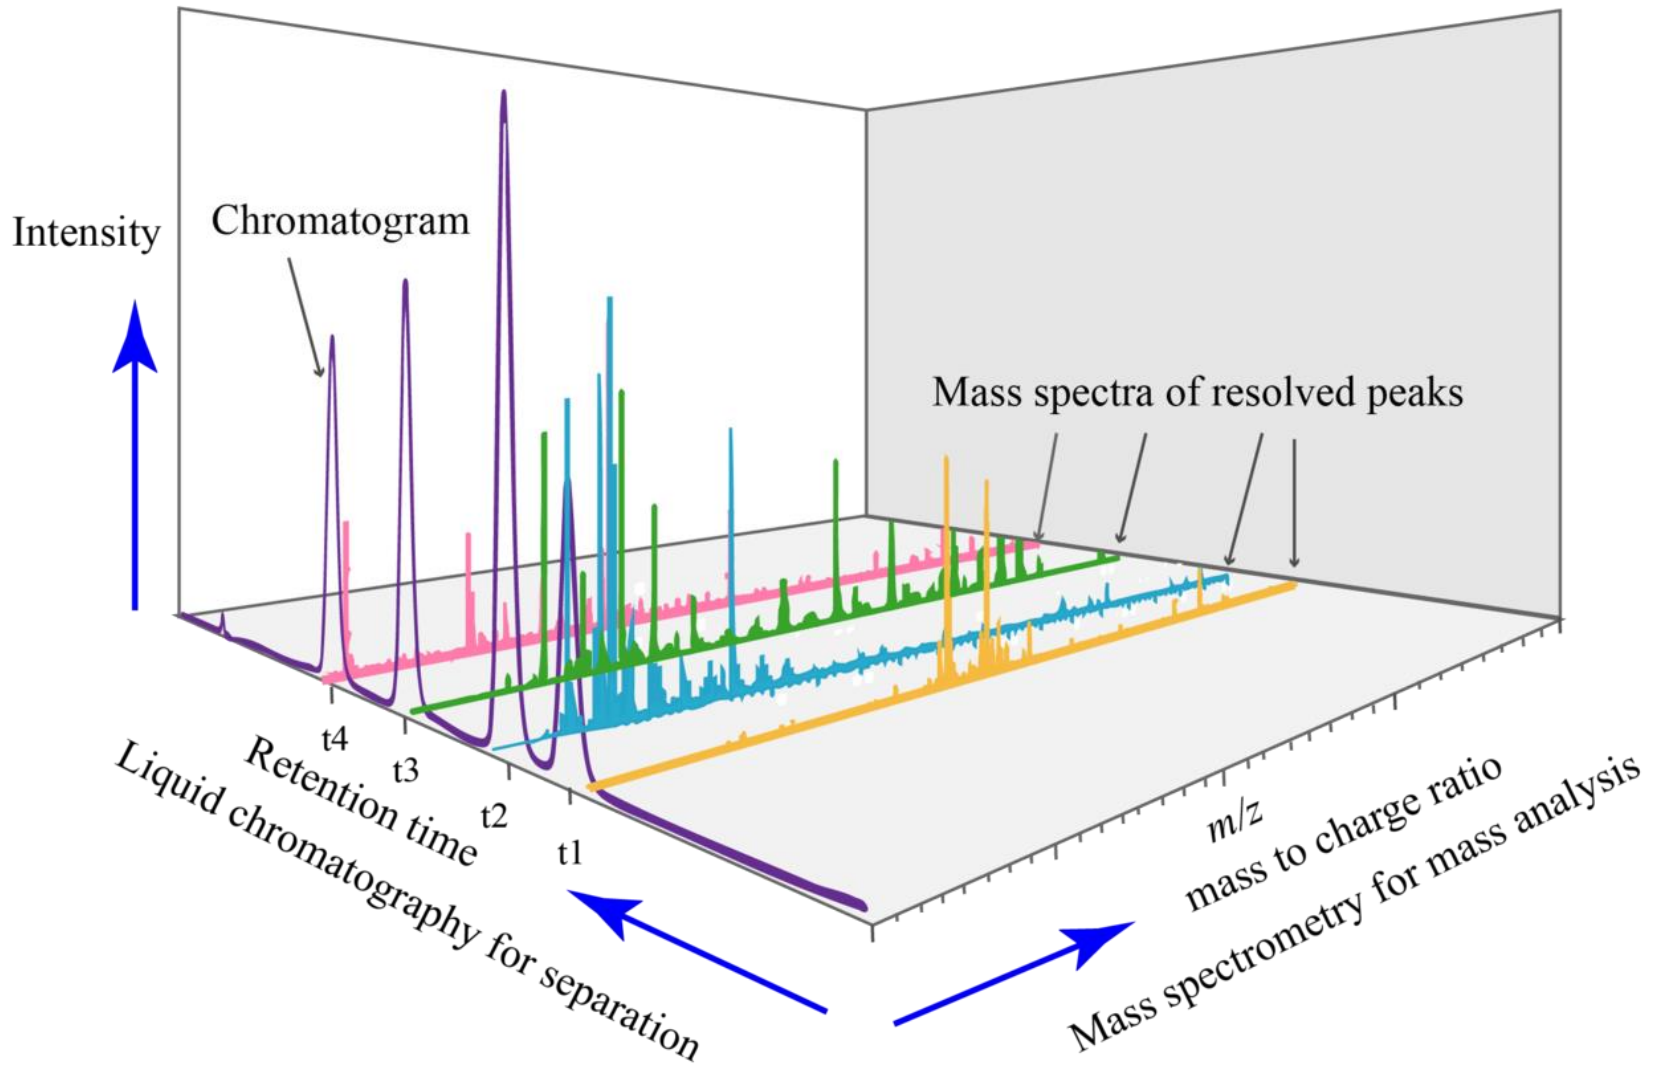 Intensity
Chromatogram
Mass spectra of resolved peaks
t4
t3
t2
t1
Retention time
Liquid chromatography for separation
m/z
mass to charge ratio
Mass spectrometry for mass analysis